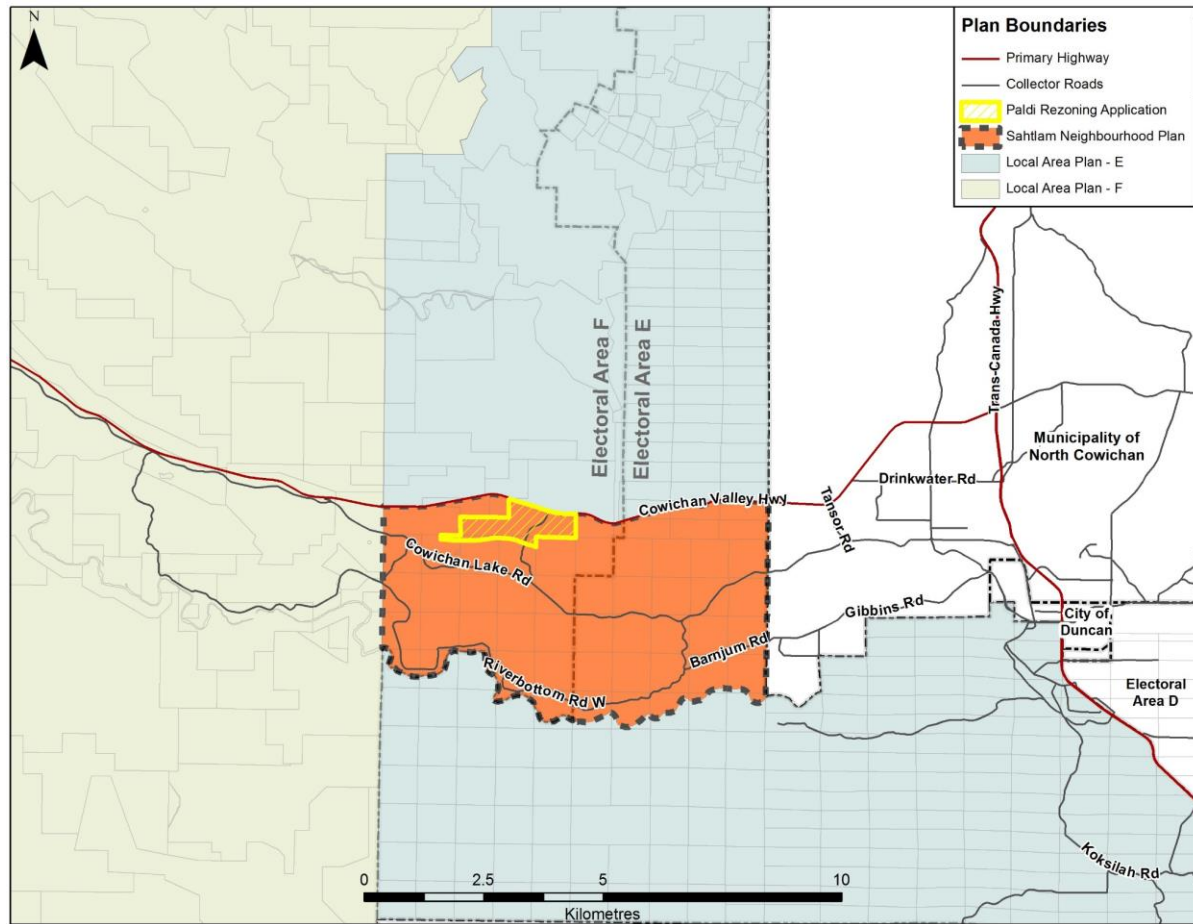 N
Plan Boundaries
Primary Highway
Collector Roads
Paldi Rezoning Application
Sahtlam Neighbourhood Plan
Local Area Plan - E
Local Area Plan - F
Electoral Area F
Electoral Area E
Trans-Canada Hwy
Municipality of
North Cowichan
Drinkwater Rd
Cowichan Valley Hwy
Tansor Rd
Cowichan Lake Rd
Gibbins Rd
City of
Duncan
Barnjum Rd
Riverbottom Rd W
Electoral
Area D
Koksilah Rd
0 2.5 5 10
Kilometres